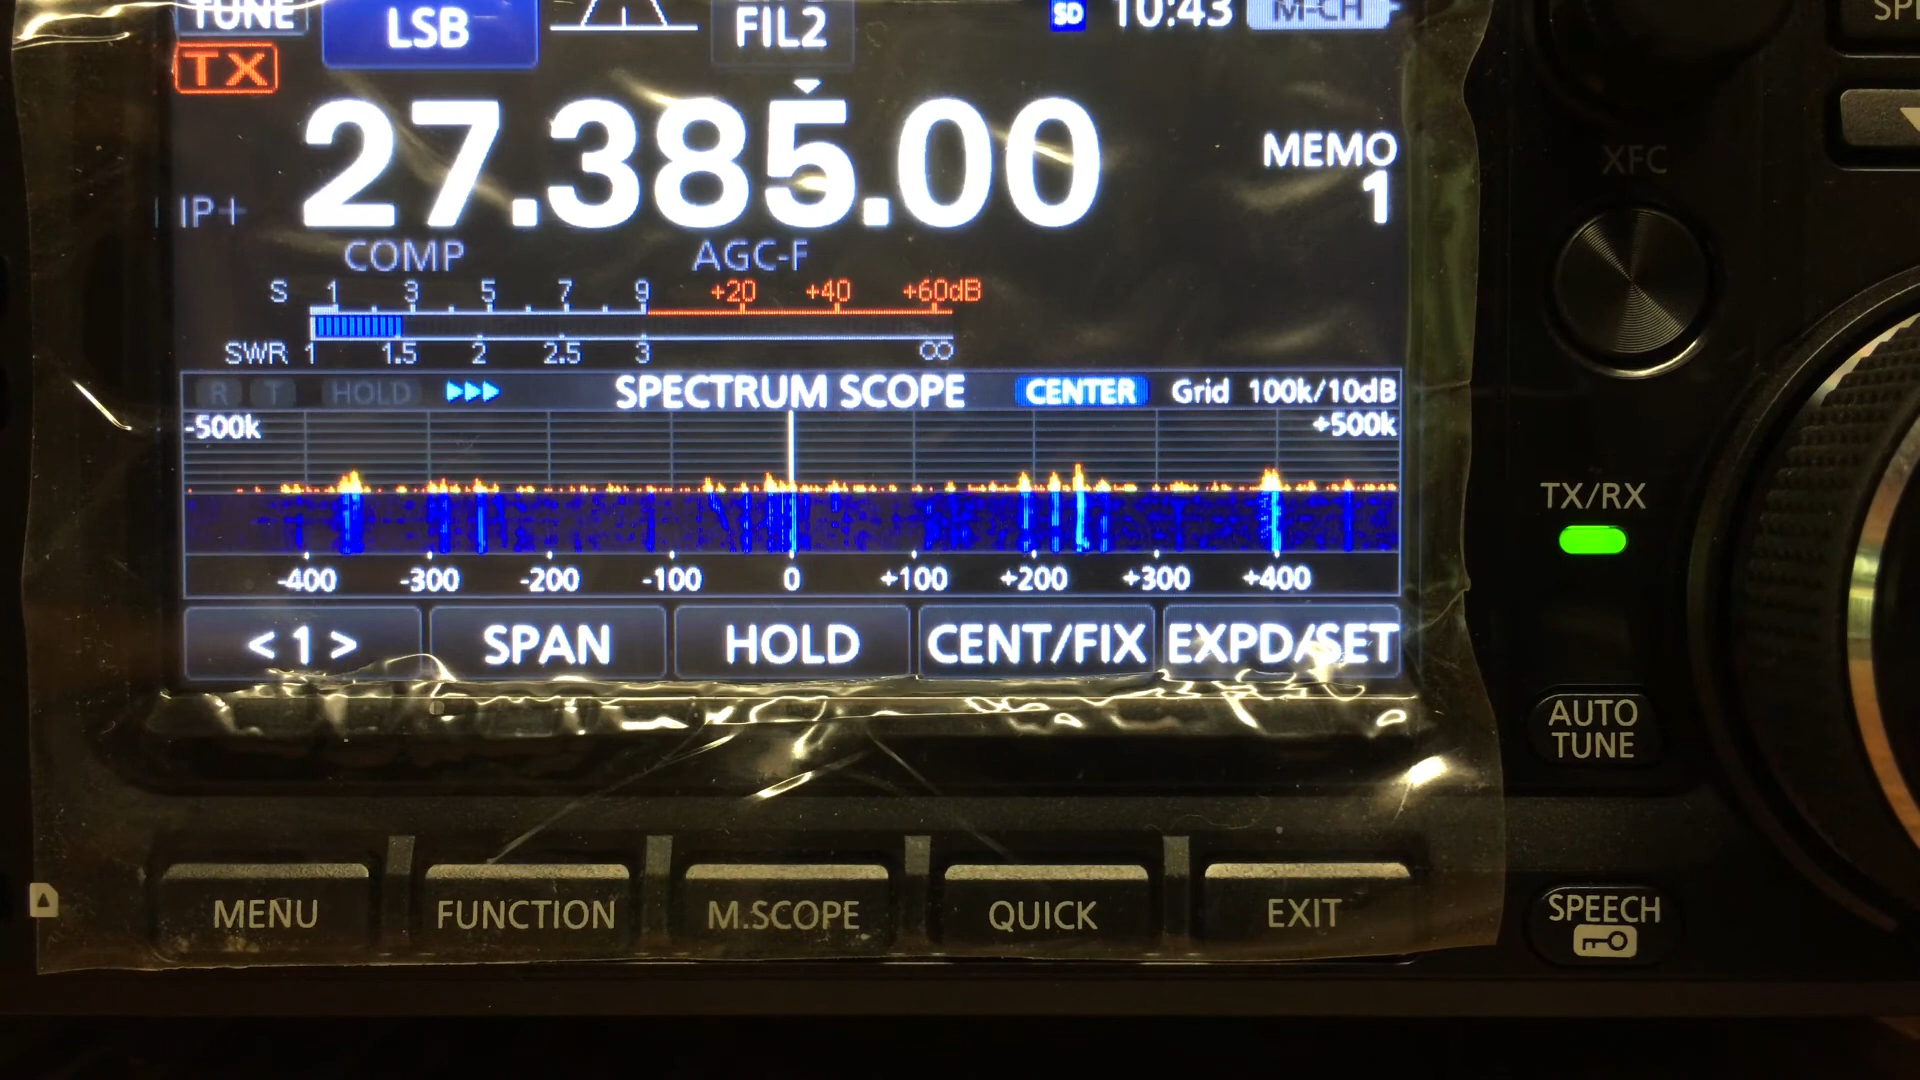 TUNE LSB FIL2 SD 10:43 M-CH
TX
27.385.00
MEMO
1
IP+
COMP AGC-F
S 1 3 5 7 9 +20 +40 +60dB
SWR 1 1.5 2 2.5 3 ∞
R T HOLD SPECTRUM SCOPE CENTER Grid 100k/10dB
-500k +500k
-400 -300 -200 -100 0 +100 +200 +300 +400
< 1 > SPAN HOLD CENT/FIX EXPD/SET
MENU FUNCTION M.SCOPE QUICK EXIT
XFC
TX/RX
AUTO
TUNE
SPEECH